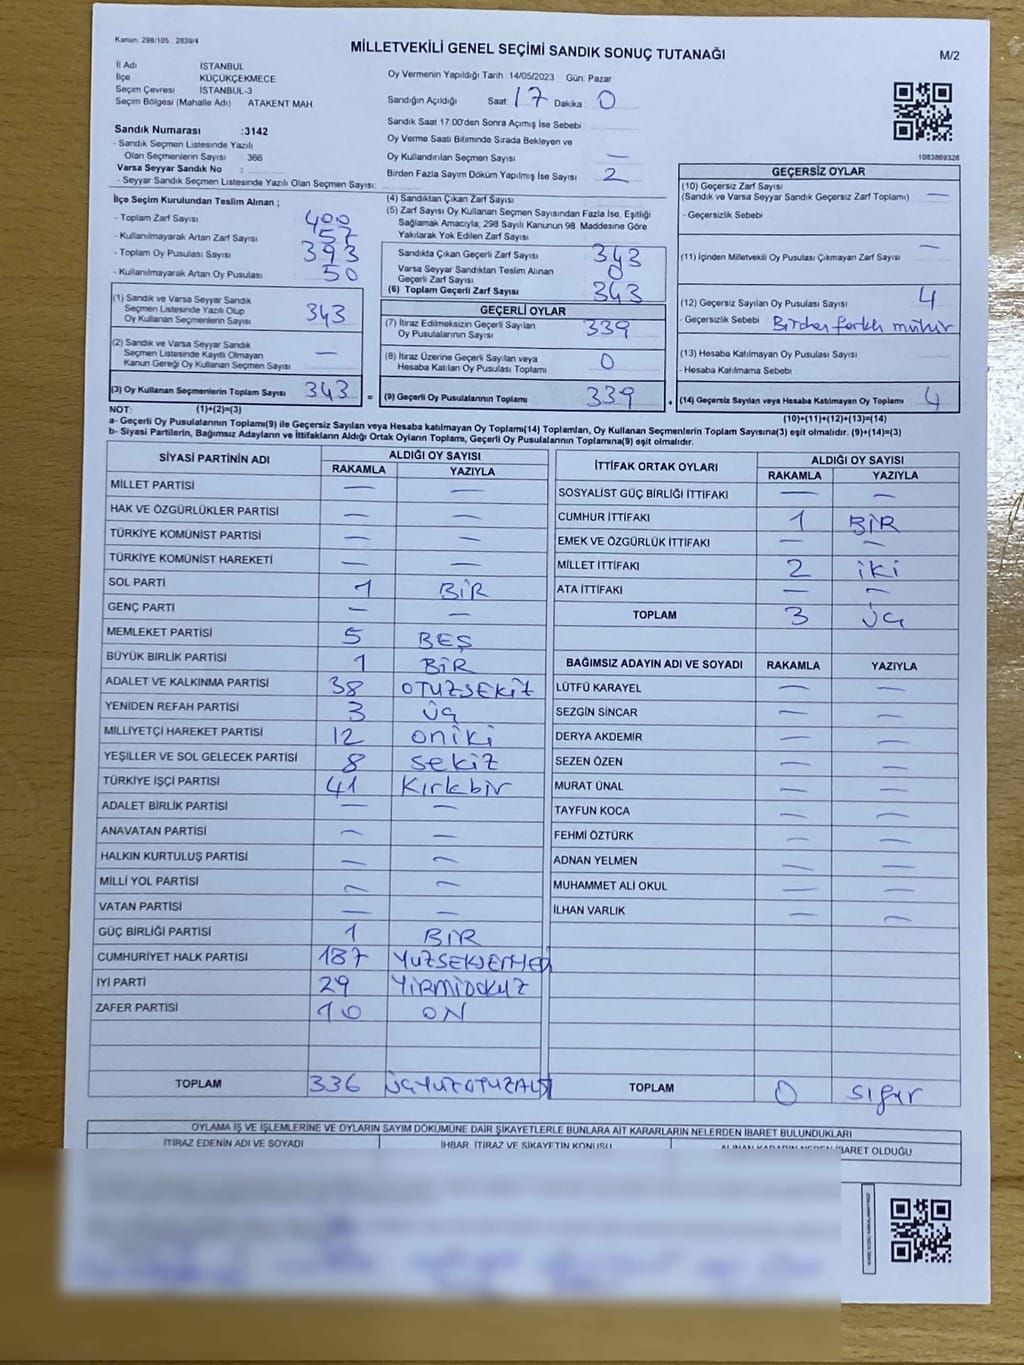 Kanun: 298/105 2839/4
MİLLETVEKİLİ GENEL SEÇİMİ SANDIK SONUÇ TUTANAĞI
M/2
İl Adı İSTANBUL
İlçe KÜÇÜKÇEKMECE
Seçim Çevresi İSTANBUL-3
Seçim Bölgesi (Mahalle Adı) ATAKENT MAH.
Oy Vermenin Yapıldığı Tarih 14/05/2023 Gün: Pazar
Sandığın Açıldığı Saat 17 Dakika 0
Sandık Saat 17:00'den Sonra Açılmış İse Sebebi
Oy Verme Saati Bitiminde Sırada Bekleyen ve
Oy Kullandırılan Seçmen Sayısı —
Birden Fazla Sayım Döküm Yapılmış İse Sayısı 2
Sandık Numarası :3142
- Sandık Seçmen Listesinde Yazılı
Olan Seçmenlerin Sayısı : 366
Varsa Seyyar Sandık No :
- Seyyar Sandık Seçmen Listesinde Yazılı Olan Seçmen Sayısı:
1083869328
İlçe Seçim Kurulundan Teslim Alınan ;
- Toplam Zarf Sayısı 400
- Kullanılmayarak Artan Zarf Sayısı 57
- Toplam Oy Pusulası Sayısı 393
- Kullanılmayarak Artan Oy Pusulası 50
(1) Sandık ve Varsa Seyyar Sandık
Seçmen Listesinde Yazılı Olup
Oy Kullanan Seçmenlerin Sayısı 343
(2) Sandık ve Varsa Seyyar Sandık
Seçmen Listesinde Kayıtlı Olmayan
Kanun Gereği Oy Kullanan Seçmen Sayısı —
(3) Oy Kullanan Seçmenlerin Toplam Sayısı 343 =
(4) Sandıktan Çıkan Zarf Sayısı
(5) Zarf Sayısı Oy Kullanan Seçmen Sayısından Fazla İse, Eşitliği
Sağlamak Amacıyla; 298 Sayılı Kanunun 98. Maddesine Göre
Yakılarak Yok Edilen Zarf Sayısı
Sandıkta Çıkan Geçerli Zarf Sayısı 343
Varsa Seyyar Sandıktan Teslim Alınan
Geçerli Zarf Sayısı 0
(6) Toplam Geçerli Zarf Sayısı 343
GEÇERLİ OYLAR
(7) İtiraz Edilmeksizin Geçerli Sayılan
Oy Pusulasının Sayısı 339
(8) İtiraz Üzerine Geçerli Sayılan veya
Hesaba Katılan Oy Pusulası Toplamı 0
(9) Geçerli Oy Pusulalarının Toplamı 339 +
GEÇERSİZ OYLAR
(10) Geçersiz Zarf Sayısı
(Sandık ve Varsa Seyyar Sandık Geçersiz Zarf Toplamı) —
- Geçersizlik Sebebi
(11) İçinden Milletvekili Oy Pusulası Çıkmayan Zarf Sayısı —
(12) Geçersiz Sayılan Oy Pusulası Sayısı 4
- Geçersizlik Sebebi Birden farklı mühür
(13) Hesaba Katılmayan Oy Pusulası Sayısı
- Hesaba Katılmama Sebebi
(14) Geçersiz Sayılan veya Hesaba Katılmayan Oy Toplamı 4
NOT: (1)+(2)=(3) (10)+(11)+(12)+(13)=(14)
a- Geçerli Oy Pusulalarının Toplamı(9) ile Geçersiz Sayılan veya Hesaba katılmayan Oy Toplamı(14) Toplamları, Oy Kullanan Seçmenlerin Toplam Sayısına(3) eşit olmalıdır. (9)+(14)=(3)
b- Siyasi Partilerin, Bağımsız Adayların ve İttifakların Aldığı Ortak Oyların Toplamı, Geçerli Oy Pusulalarının Toplamına(9) eşit olmalıdır.
SİYASİ PARTİNİN ADI ALDIĞI OY SAYISI
RAKAMLA YAZIYLA
MİLLET PARTİSİ — —
HAK VE ÖZGÜRLÜKLER PARTİSİ — —
TÜRKİYE KOMÜNİST PARTİSİ — —
TÜRKİYE KOMÜNİST HAREKETİ — —
SOL PARTİ 1 BİR
GENÇ PARTİ — —
MEMLEKET PARTİSİ 5 BEŞ
BÜYÜK BİRLİK PARTİSİ 1 BİR
ADALET VE KALKINMA PARTİSİ 38 OTUZSEKİZ
YENİDEN REFAH PARTİSİ 3 üç
MİLLİYETÇİ HAREKET PARTİSİ 12 oniki
YEŞİLLER VE SOL GELECEK PARTİSİ 8 sekiz
TÜRKİYE İŞÇİ PARTİSİ 41 Kırkbir
ADALET BİRLİK PARTİSİ — —
ANAVATAN PARTİSİ — —
HALKIN KURTULUŞ PARTİSİ — —
MİLLİ YOL PARTİSİ — —
VATAN PARTİSİ — —
GÜÇ BİRLİĞİ PARTİSİ 1 BİR
CUMHURİYET HALK PARTİSİ 187
İYİ PARTİ 29 YİRMİDOKUZ
ZAFER PARTİSİ 10 ON
TOPLAM 336 ÜÇYÜZOTUZALTI
İTTİFAK ORTAK OYLARI ALDIĞI OY SAYISI
RAKAMLA YAZIYLA
SOSYALİST GÜÇ BİRLİĞİ İTTİFAKI — —
CUMHUR İTTİFAKI 1 BİR
EMEK VE ÖZGÜRLÜK İTTİFAKI — —
MİLLET İTTİFAKI 2 iki
ATA İTTİFAKI — —
TOPLAM 3 üç
BAĞIMSIZ ADAYIN ADI VE SOYADI RAKAMLA YAZIYLA
LÜTFÜ KARAYEL — —
SEZGİN SİNCAR — —
DERYA AKDEMİR — —
SEZEN ÖZEN — —
MURAT ÜNAL — —
TAYFUN KOCA — —
FEHMİ ÖZTÜRK — —
ADNAN YELMEN — —
MUHAMMET ALİ OKUL — —
İLHAN VARLIK — —
TOPLAM 0 sıfır
OYLAMA İŞ VE İŞLEMLERİNE VE OYLARIN SAYIM DÖKÜMÜNE DAİR ŞİKAYETLERLE BUNLARA AİT KARARLARIN NELERDEN İBARET BULUNDUKLARI
İTİRAZ EDENİN ADI VE SOYADI
İHBAR, İTİRAZ VE ŞİKAYETİN KONUSU
İBARET OLDUĞU